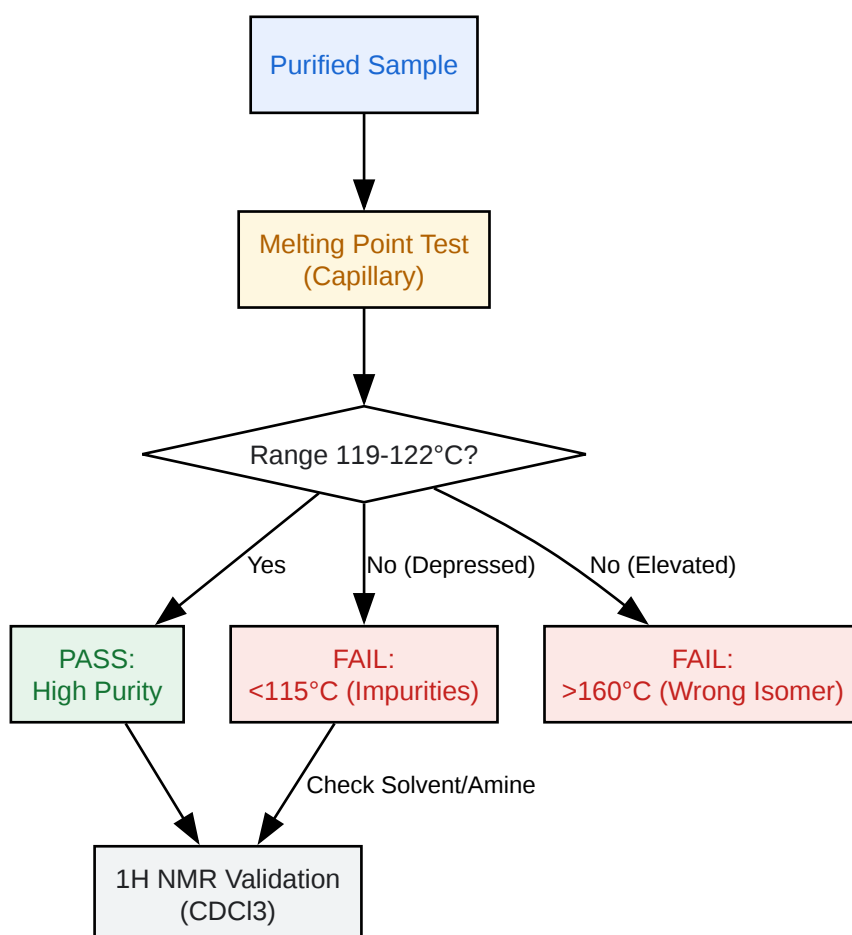 Purified Sample
Melting Point Test
(Capillary)
Range 119-122°C?
Yes
No (Depressed)
No (Elevated)
PASS:
High Purity
FAIL:
<115°C (Impurities)
FAIL:
>160°C (Wrong Isomer)
Check Solvent/Amine
1H NMR Validation
(CDCl3)